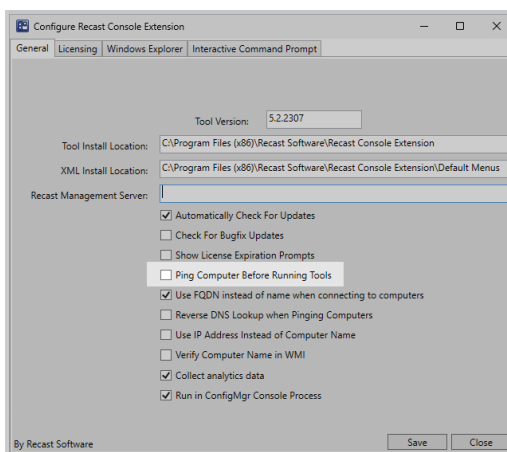 Configure Recast Console Extension
General Licensing Windows Explorer Interactive Command Prompt
Tool Version: 5.2.2307
Tool Install Location: C:\Program Files (x86)\Recast Software\Recast Console Extension
XML Install Location: C:\Program Files (x86)\Recast Software\Recast Console Extension\Default Menus
Recast Management Server:
Automatically Check For Updates
Check For Bugfix Updates
Show License Expiration Prompts
Ping Computer Before Running Tools
Use FQDN instead of name when connecting to computers
Reverse DNS Lookup when Pinging Computers
Use IP Address Instead of Computer Name
Verify Computer Name in WMI
Collect analytics data
Run in ConfigMgr Console Process
By Recast Software Save Close